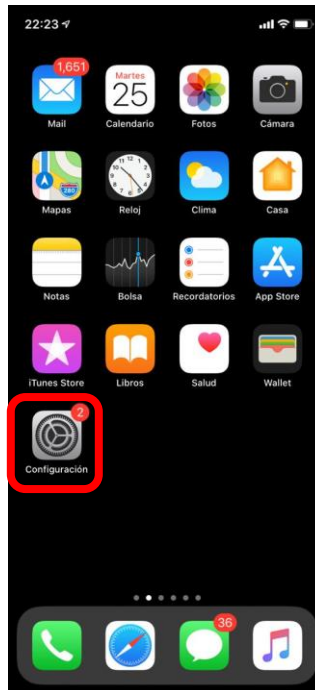 22:23
1,651
Martes
25
Mail Calendario Fotos Cámara
280
12
Mapas Reloj Clima Casa
Notas Bolsa Recordatorios App Store
iTunes Store Libros Salud Wallet
2
Configuración
36